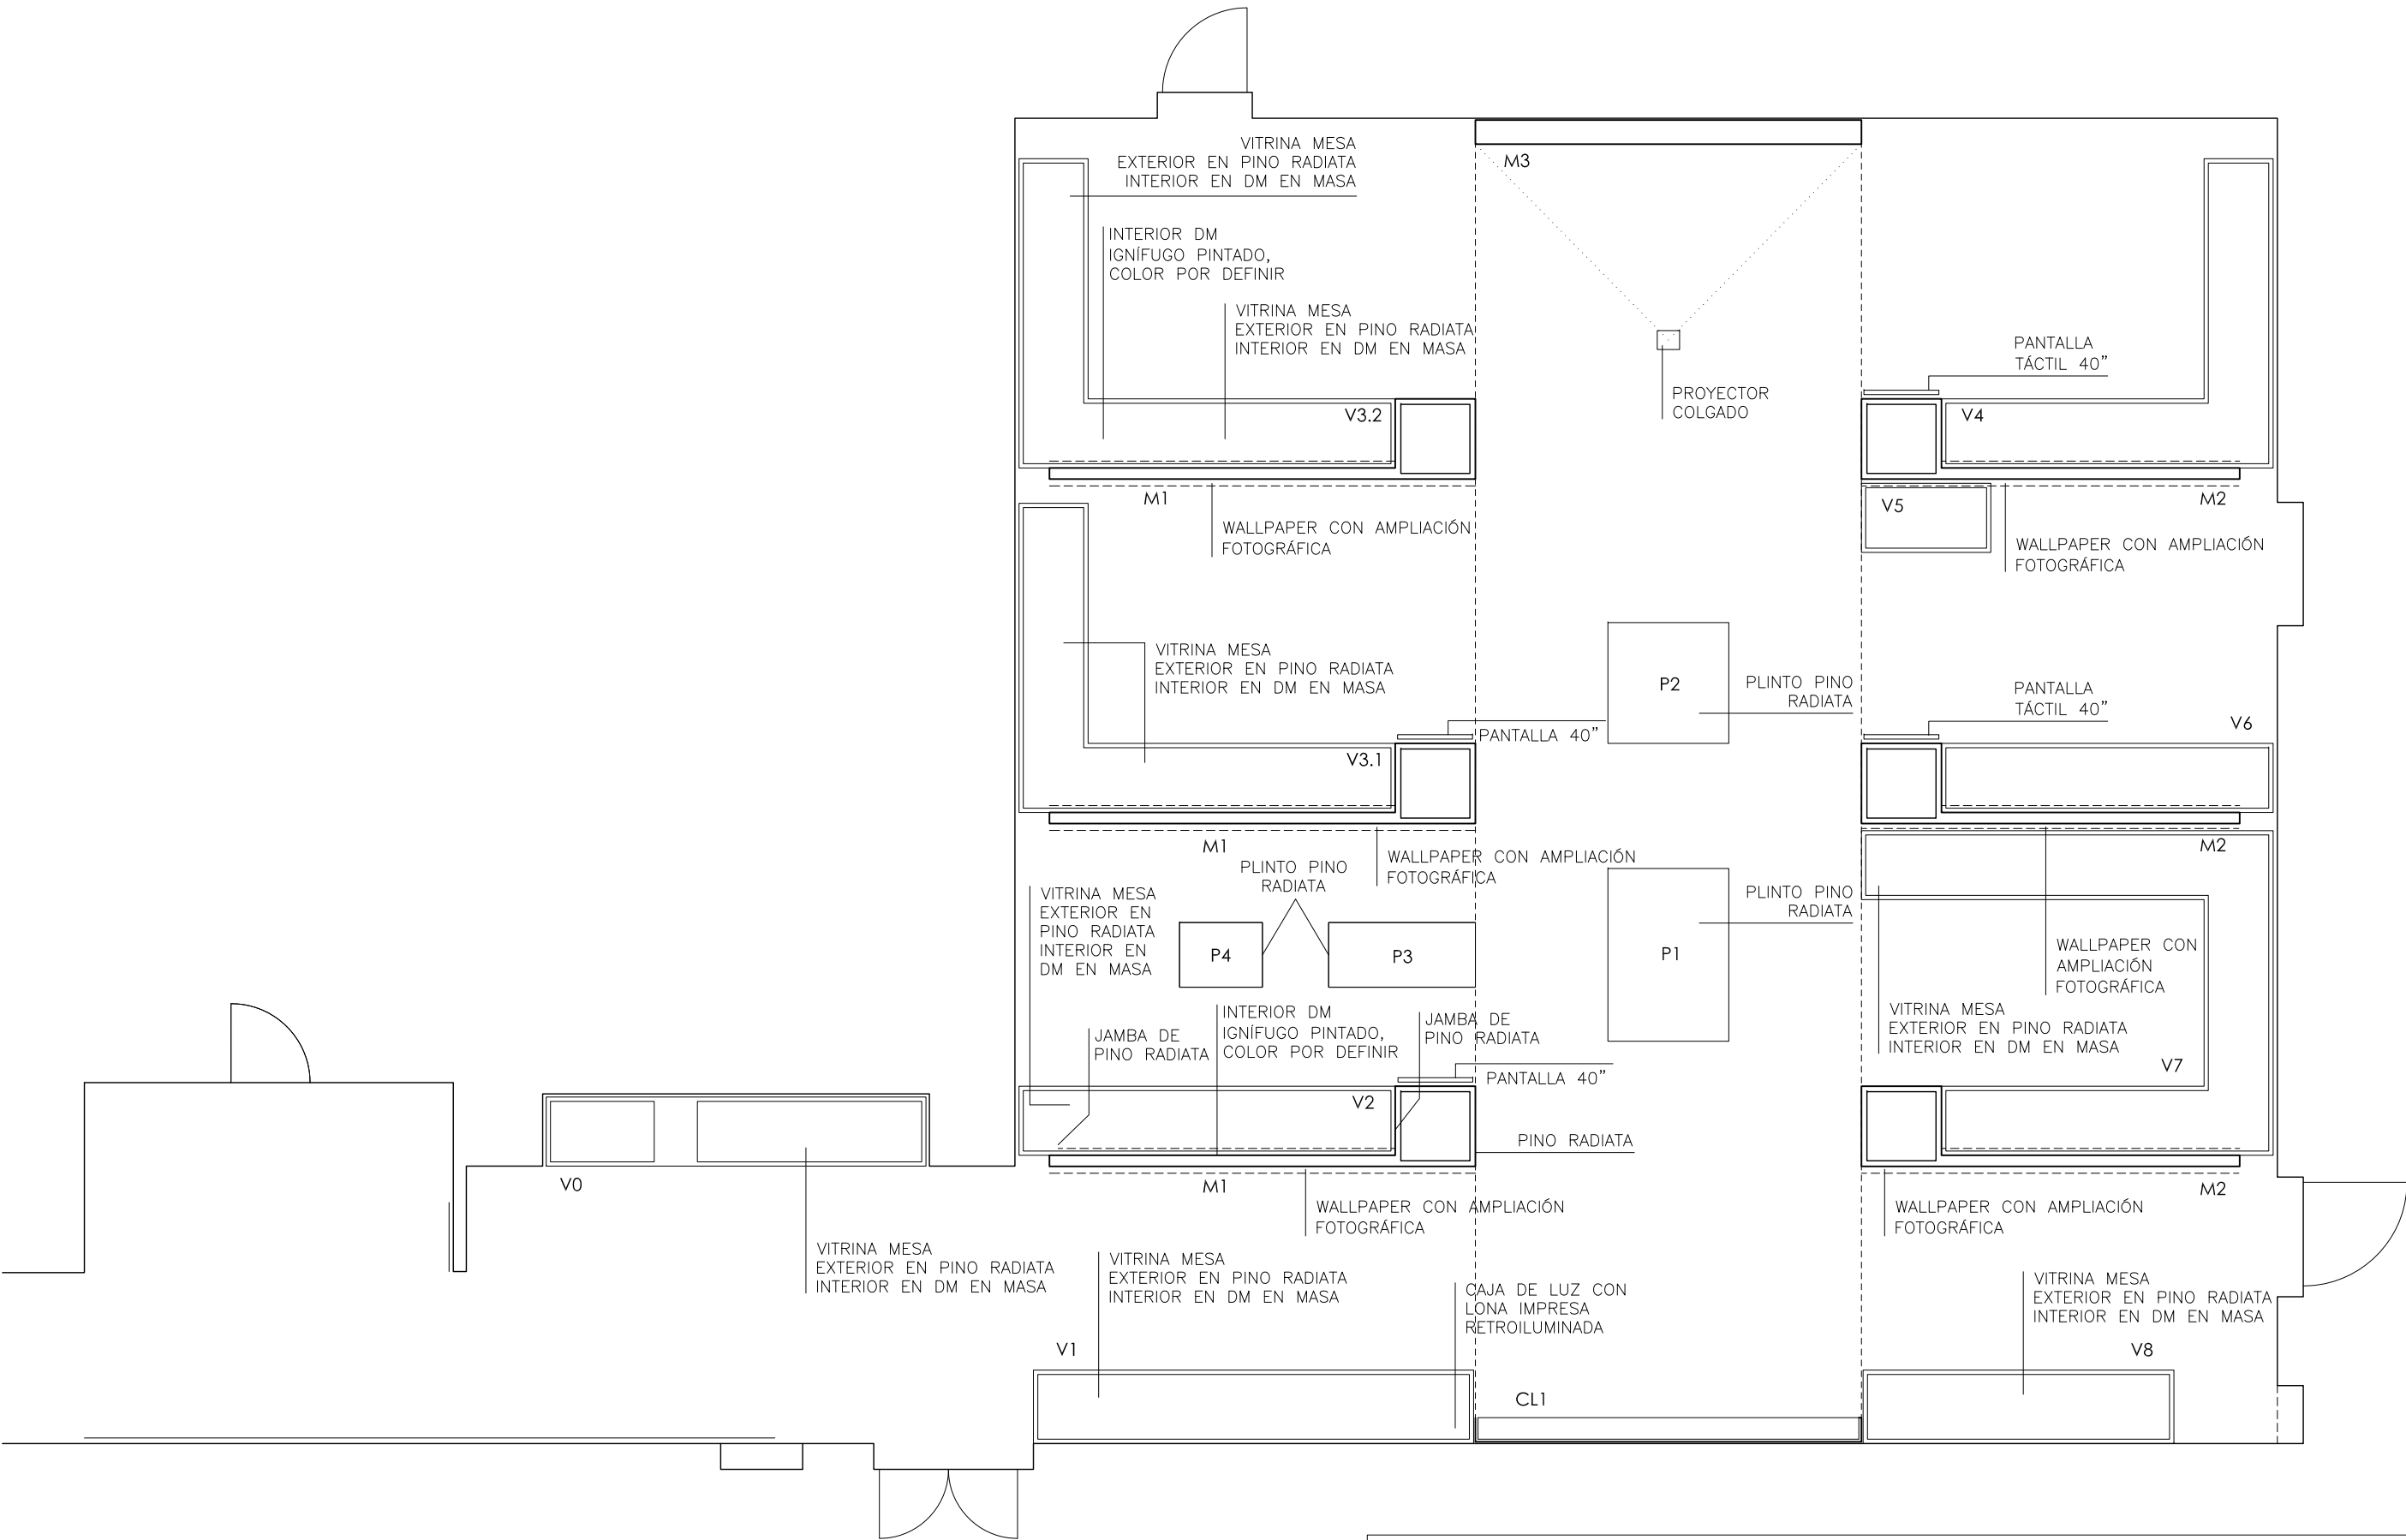 VITRINA MESA
EXTERIOR EN PINO RADIATA
INTERIOR EN DM EN MASA
M3
INTERIOR DM
IGNÍFUGO PINTADO,
COLOR POR DEFINIR
VITRINA MESA
EXTERIOR EN PINO RADIATA
INTERIOR EN DM EN MASA
PANTALLA
TÁCTIL 40”
PROYECTOR
COLGADO
V3.2
V4
M1
V5
M2
WALLPAPER CON AMPLIACIÓN
FOTOGRÁFICA
WALLPAPER CON AMPLIACIÓN
FOTOGRÁFICA
VITRINA MESA
EXTERIOR EN PINO RADIATA
INTERIOR EN DM EN MASA
P2
PLINTO PINO
RADIATA
PANTALLA
TÁCTIL 40”
V6
PANTALLA 40”
V3.1
M1
M2
WALLPAPER CON AMPLIACIÓN
FOTOGRÁFICA
PLINTO PINO
RADIATA
VITRINA MESA
EXTERIOR EN
PINO RADIATA
INTERIOR EN
DM EN MASA
PLINTO PINO
RADIATA
P4
P3
P1
WALLPAPER CON
AMPLIACIÓN
FOTOGRÁFICA
VITRINA MESA
EXTERIOR EN PINO RADIATA
INTERIOR EN DM EN MASA
INTERIOR DM
IGNÍFUGO PINTADO,
COLOR POR DEFINIR
JAMBA DE
PINO RADIATA
JAMBA DE
PINO RADIATA
V7
PANTALLA 40”
V2
PINO RADIATA
V0
M1
M2
WALLPAPER CON AMPLIACIÓN
FOTOGRÁFICA
WALLPAPER CON AMPLIACIÓN
FOTOGRÁFICA
VITRINA MESA
EXTERIOR EN PINO RADIATA
INTERIOR EN DM EN MASA
VITRINA MESA
EXTERIOR EN PINO RADIATA
INTERIOR EN DM EN MASA
CAJA DE LUZ CON
LONA IMPRESA
RETROILUMINADA
VITRINA MESA
EXTERIOR EN PINO RADIATA
INTERIOR EN DM EN MASA
V1
V8
CL1